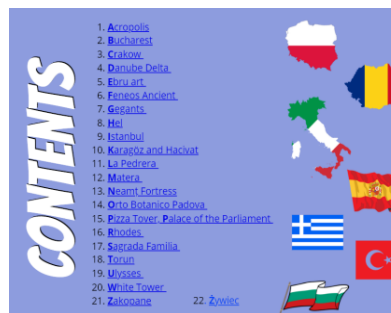 CONTENTS
1. Acropolis
2. Bucharest
3. Crakow
4. Danube Delta
5. Ebru art
6. Feneos Ancient
7. Gegants
8. Hel
9. Istanbul
10. Karagöz and Hacivat
11. La Pedrera
12. Matera
13. Neamț Fortress
14. Orto Botanico Padova
15. Pizza Tover, Palace of the Parliament
16. Rhodes
17. Sagrada Familia
18. Torun
19. Ulysses
20. White Tower
21. Zakopane 22. Żywiec